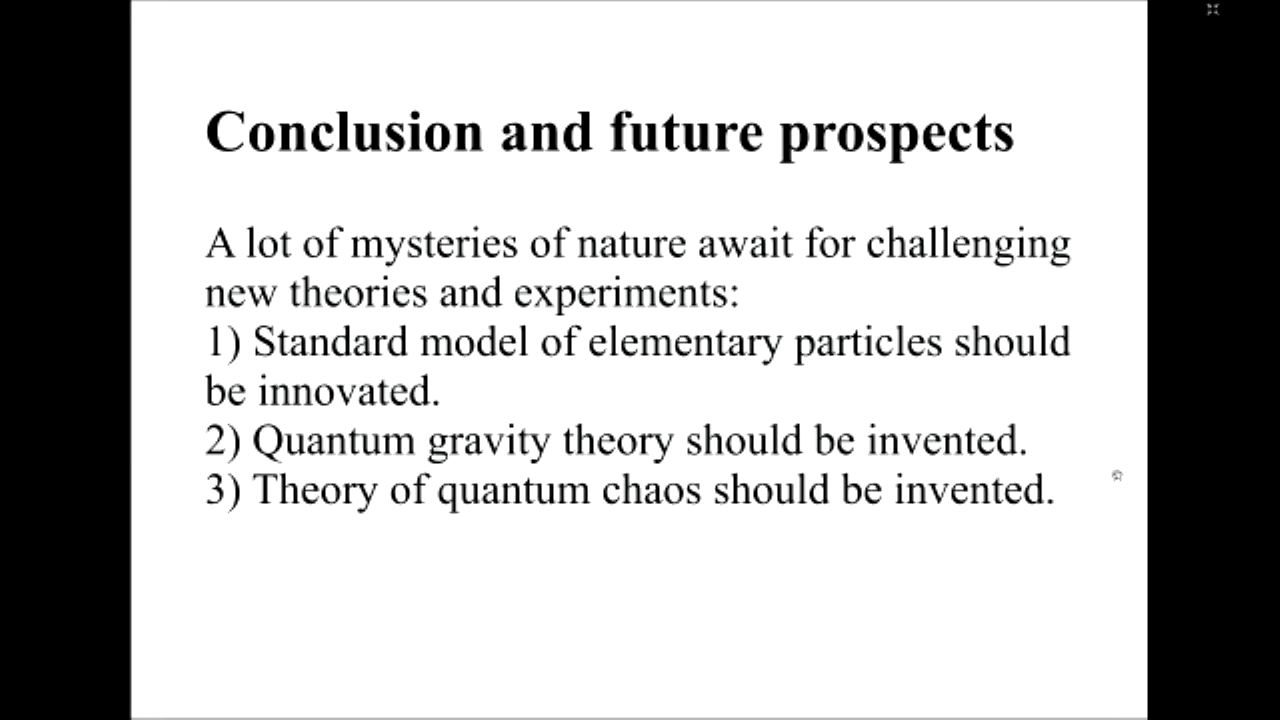 Conclusion and future prospects
A lot of mysteries of nature await for challenging
new theories and experiments:
1) Standard model of elementary particles should
be innovated.
2) Quantum gravity theory should be invented.
3) Theory of quantum chaos should be invented.